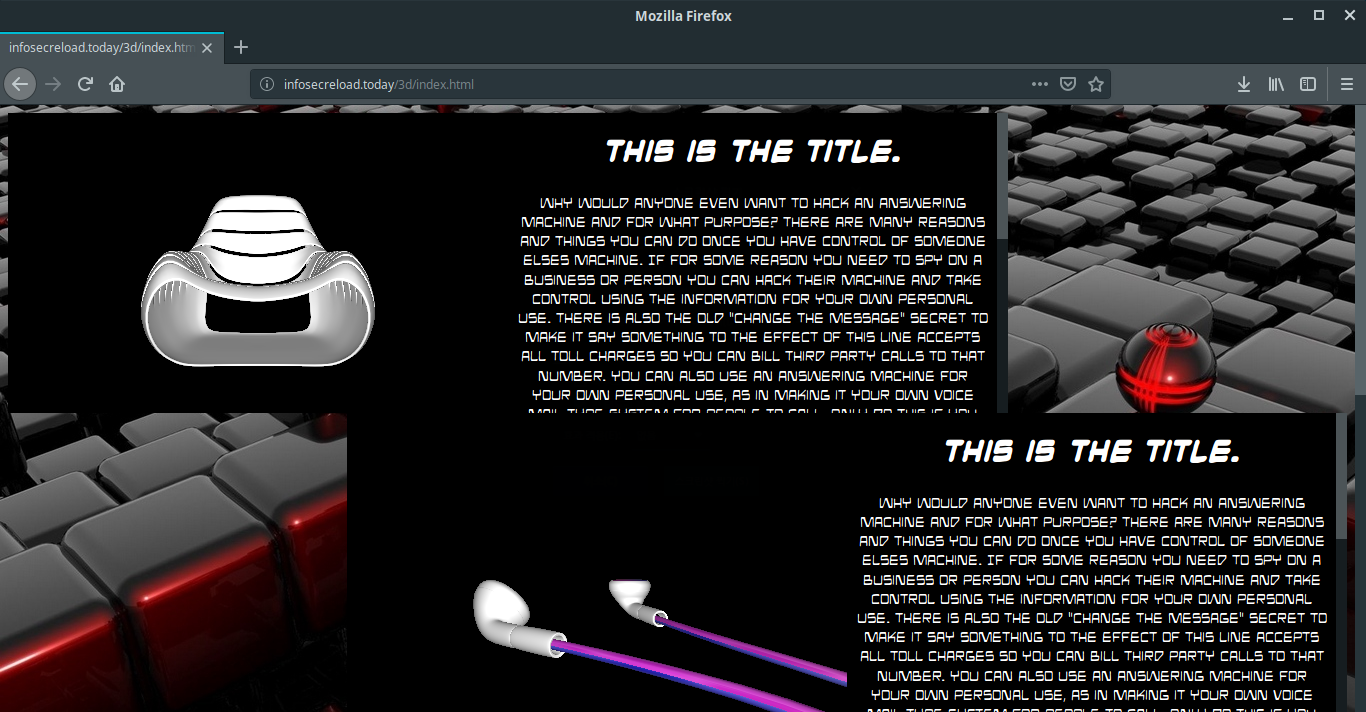 Mozilla Firefox
infosecreload.today/3d/index.htm
infosecreload.today/3d/index.html
THIS IS THE TITLE.
WHY WOULD ANYONE EVEN WANT TO HACK AN ANSWERING
MACHINE AND FOR WHAT PURPOSE? THERE ARE MANY REASONS
AND THINGS YOU CAN DO ONCE YOU HAVE CONTROL OF SOMEONE
ELSES MACHINE. IF FOR SOME REASON YOU NEED TO SPY ON A
BUSINESS OR PERSON YOU CAN HACK THEIR MACHINE AND TAKE
CONTROL USING THE INFORMATION FOR YOUR OWN PERSONAL
USE. THERE IS ALSO THE OLD "CHANGE THE MESSAGE" SECRET TO
MAKE IT SAY SOMETHING TO THE EFFECT OF THIS LINE ACCEPTS
ALL TOLL CHARGES SO YOU CAN BILL THIRD PARTY CALLS TO THAT
NUMBER. YOU CAN ALSO USE AN ANSWERING MACHINE FOR
YOUR OWN PERSONAL USE, AS IN MAKING IT YOUR OWN VOICE
MAIL TYPE SYSTEM FOR PEOPLE TO CALL. ONLY DO THIS IF YOU
THIS IS THE TITLE.
WHY WOULD ANYONE EVEN WANT TO HACK AN ANSWERING
MACHINE AND FOR WHAT PURPOSE? THERE ARE MANY REASONS
AND THINGS YOU CAN DO ONCE YOU HAVE CONTROL OF SOMEONE
ELSES MACHINE. IF FOR SOME REASON YOU NEED TO SPY ON A
BUSINESS OR PERSON YOU CAN HACK THEIR MACHINE AND TAKE
CONTROL USING THE INFORMATION FOR YOUR OWN PERSONAL
USE. THERE IS ALSO THE OLD "CHANGE THE MESSAGE" SECRET TO
MAKE IT SAY SOMETHING TO THE EFFECT OF THIS LINE ACCEPTS
ALL TOLL CHARGES SO YOU CAN BILL THIRD PARTY CALLS TO THAT
NUMBER. YOU CAN ALSO USE AN ANSWERING MACHINE FOR
YOUR OWN PERSONAL USE, AS IN MAKING IT YOUR OWN VOICE